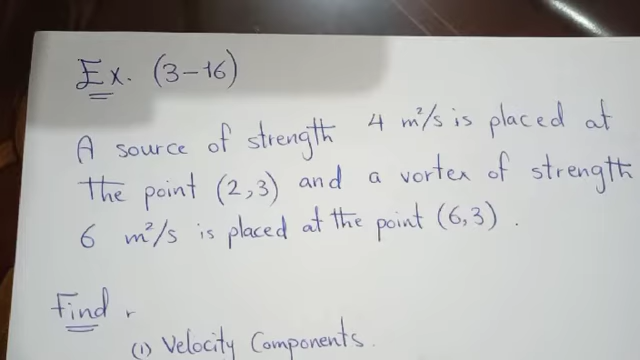 Ex. (3-16)
A source of strength 4 m²/s is placed at
the point (2,3) and a vortex of strength
6 m²/s is placed at the point (6,3).
Find,
(1) Velocity Components.